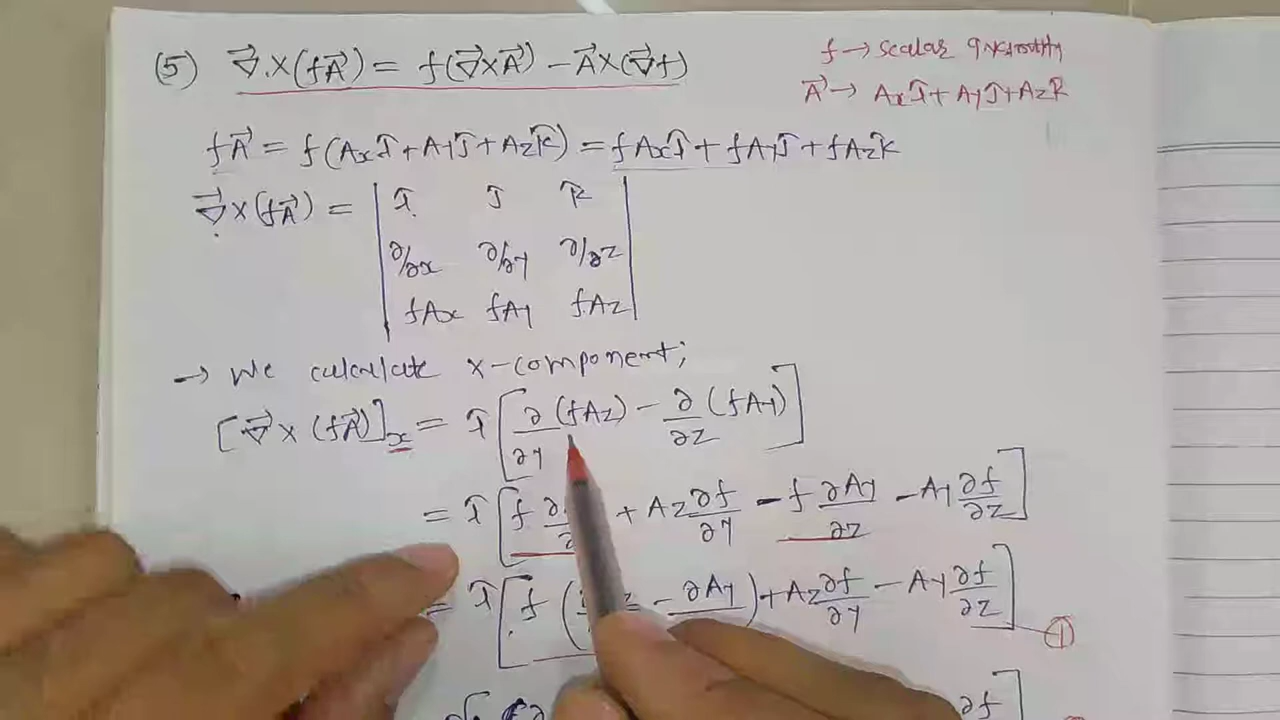 (5) ∇⃗.×(fA⃗) = f(∇⃗×A⃗) - A⃗×(∇⃗f)
f → scalar quantity
A⃗ → Axî + Ayĵ + Azk̂
fA⃗ = f(Axî + Ayĵ + Azk̂) = fAxî + fAyĵ + fAzk̂
∇⃗×(fA⃗) = | î ĵ k̂ |
| ∂/∂x ∂/∂y ∂/∂z |
| fAx fAy fAz |
→ We calculate x-component;
[∇⃗×(fA⃗)]x = î [∂/∂y (fAz) - ∂/∂z (fAy)]
= î [f ∂ + Az ∂f/∂y - f ∂Ay/∂z - Ay ∂f/∂z]
= î [f ( - ∂Ay ) + Az ∂f/∂y - Ay ∂f/∂z] ①
∂f ]